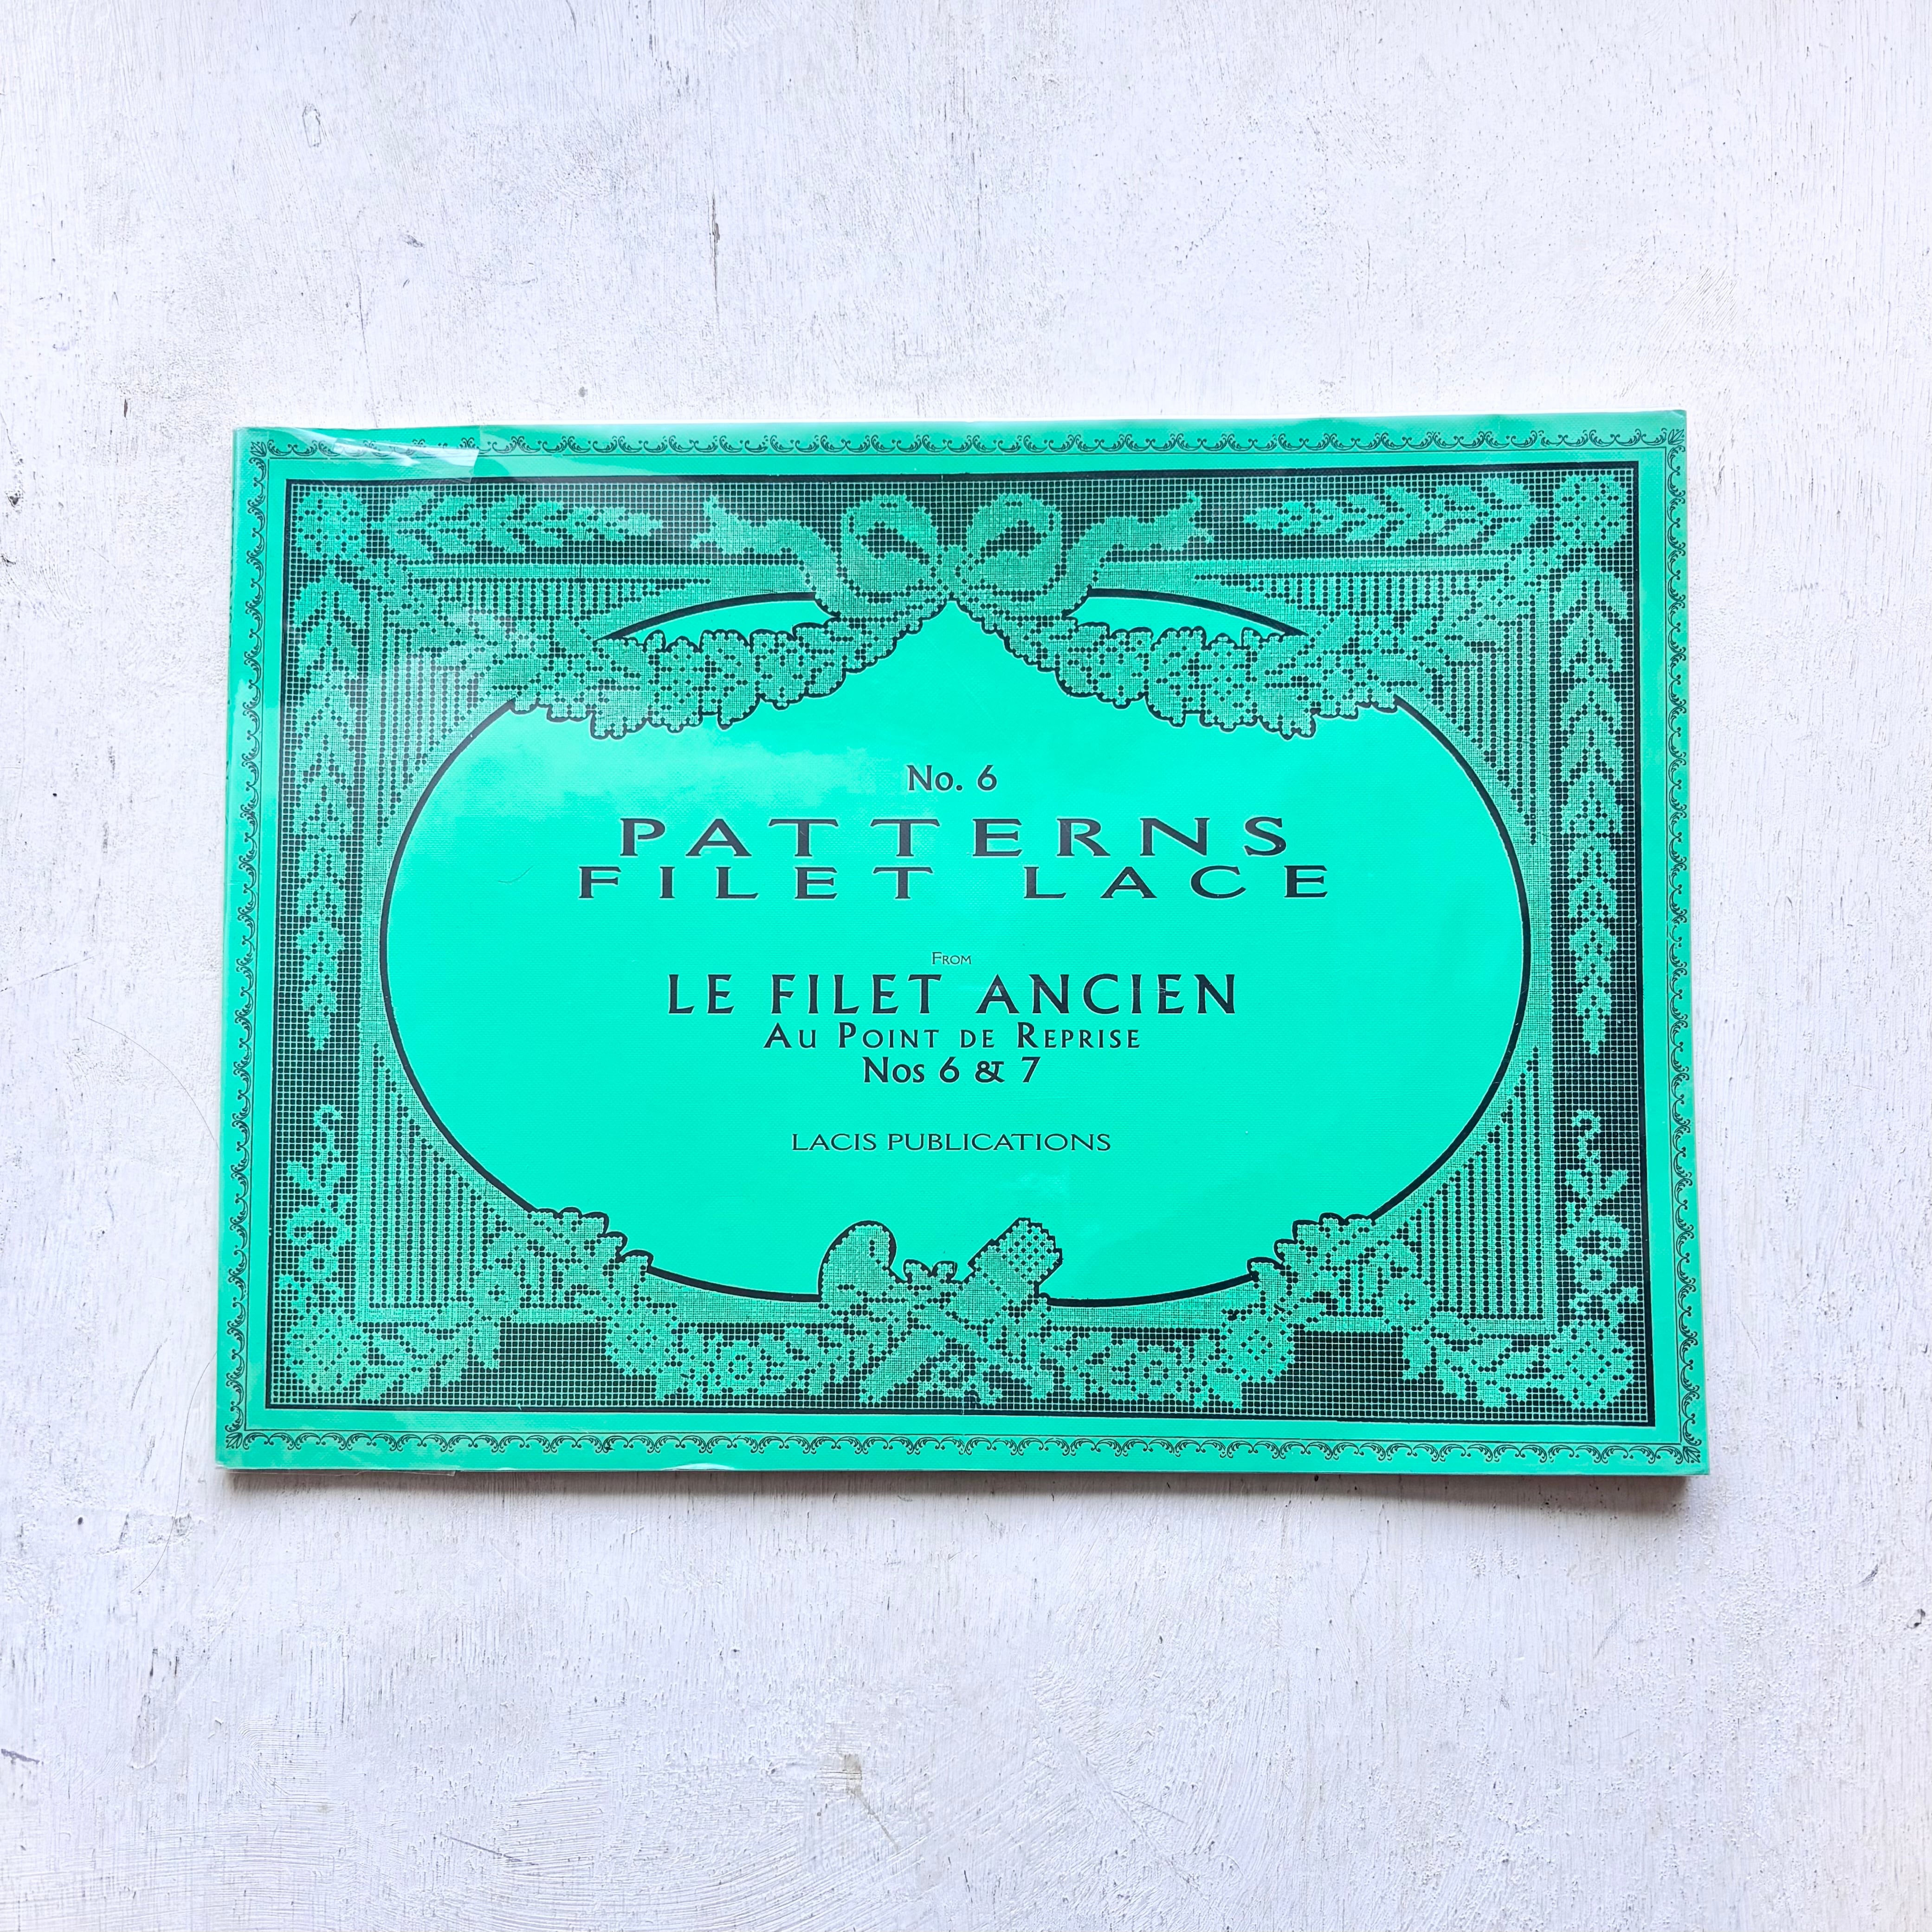 No. 6
PATTERNS
FILET LACE
FROM
LE FILET ANCIEN
AU POINT DE REPRISE
Nos 6 & 7
LACIS PUBLICATIONS